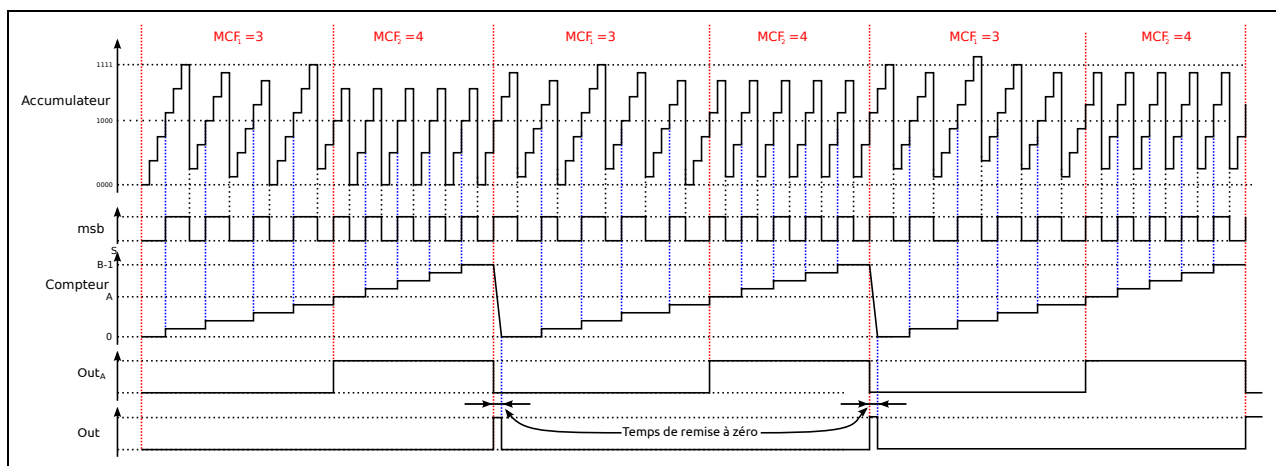 MCF₁=3 MCF₂=4 MCF₁=3 MCF₂=4 MCF₁=3 MCF₂=4
1111
Accumulateur
1000
0000
msb
S
B-1
Compteur
A
0
Out_A
Temps de remise à zéro
Out